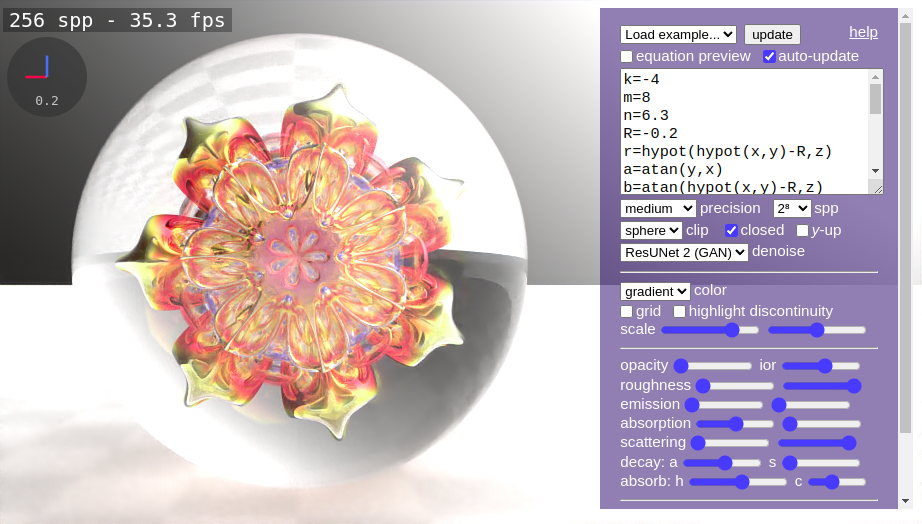 256 spp - 35.3 fps
0.2
Load example... update help
equation preview auto-update
k=-4
m=8
n=6.3
R=-0.2
r=hypot(hypot(x,y)-R,z)
a=atan(y,x)
b=atan(hypot(x,y)-R,z)
medium precision 2⁸ spp
sphere clip closed y-up
ResUNet 2 (GAN) denoise
gradient color
grid highlight discontinuity
scale
opacity ior
roughness
emission
absorption
scattering
decay: a s
absorb: h c